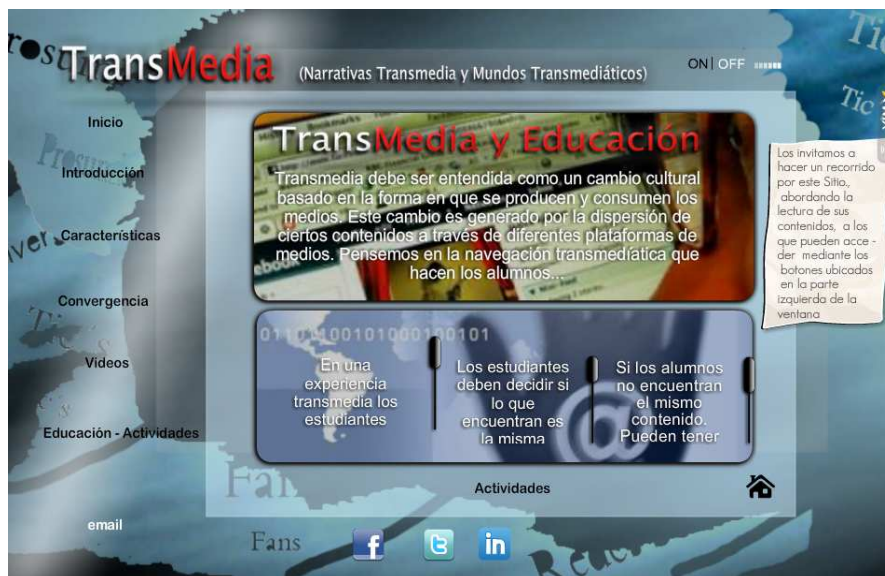 TransMedia
(Narrativas Transmedia y Mundos Transmediáticos)
ON| OFF
Inicio
Introducción
Características
Convergencia
Videos
Educación - Actividades
email
TransMedia y Educación
Transmedia debe ser entendida como un cambio cultural
basado en la forma en que se producen y consumen los
medios. Este cambio es generado por la dispersión de
ciertos contenidos a través de diferentes plataformas de
medios. Pensemos en la navegación transmedíatica que
hacen los alumnos...
011011001010100100101
En una
experiencia
transmedia los
estudiantes
Los estudiantes
deben decidir si
lo que
encuentran es
la misma
Si los alumnos
no encuentran
el mismo
contenido.
Pueden tener
@
Actividades
Los invitamos a
hacer un recorrido
por este Sitio.,
abordando la
lectura de sus
contenidos, a los
que pueden acce -
der mediante los
botones ubicados
en la parte
izquierda de la
ventana
Tic
Tic
Fans
f
t
in